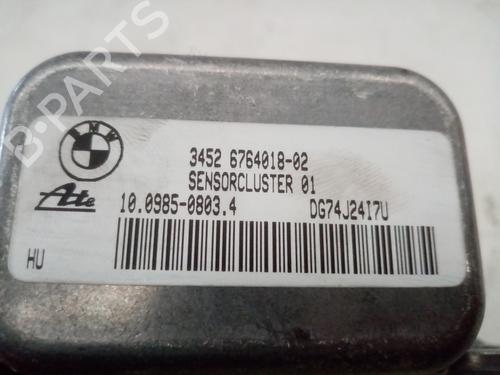 B-PARTS
BMW
3452 6764018-02
SENSORCLUSTER 01
Ate
10.0985-0803.4 DG74J24I7U
HU